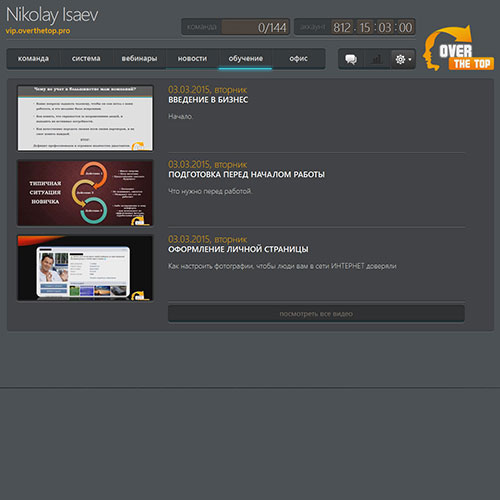 Nikolay Isaev
vip.overthetop.pro
команда 0/144
аккаунт 812 . 15 : 03 : 00
OVER
THE TOP
команда система вебинары новости обучение офис
03.03.2015, вторник
ВВЕДЕНИЕ В БИЗНЕС
Начало.
03.03.2015, вторник
ПОДГОТОВКА ПЕРЕД НАЧАЛОМ РАБОТЫ
Что нужно перед работой.
ТИПИЧНАЯ
СИТУАЦИЯ
НОВИЧКА
03.03.2015, вторник
ОФОРМЛЕНИЕ ЛИЧНОЙ СТРАНИЦЫ
Как настроить фотографии, чтобы люди вам в сети ИНТЕРНЕТ доверяли
посмотреть все видео